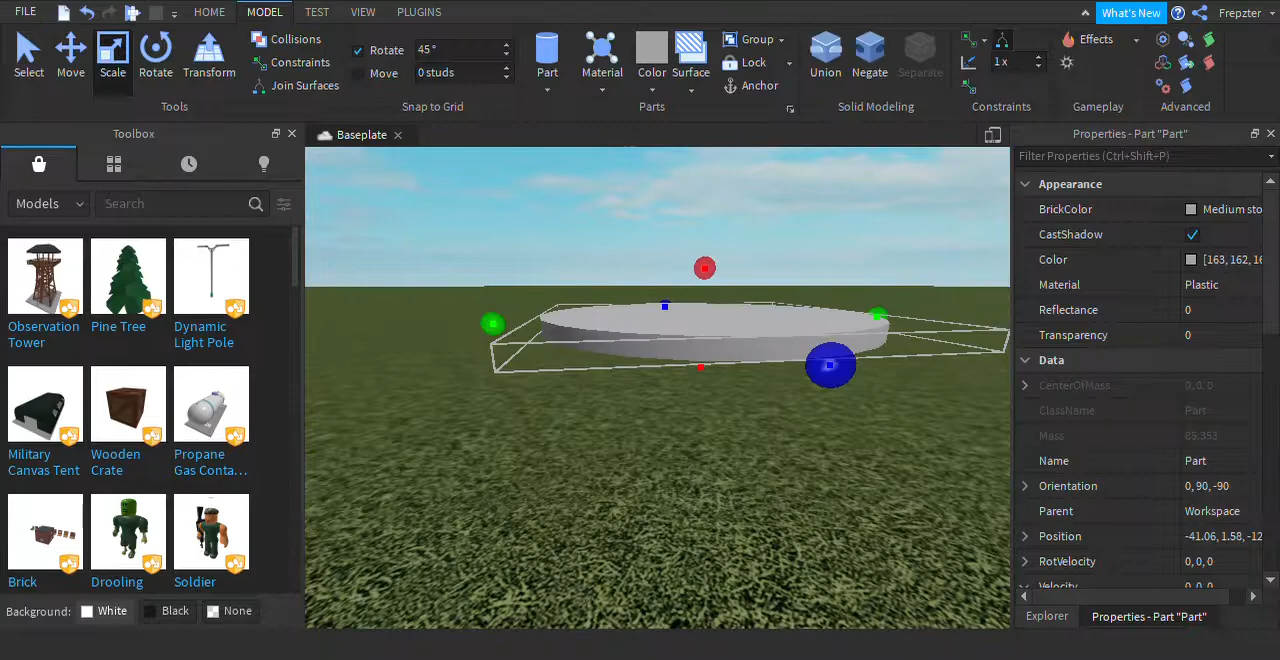 FILE HOME MODEL TEST VIEW PLUGINS What's New Frepzter
Select Move Scale Rotate Transform
Collisions
Constraints
Join Surfaces
Tools
Rotate 45°
Move 0 studs
Snap to Grid
Part Material Color Surface
Group
Lock
Anchor
Parts
Union Negate Separate
Solid Modeling
1 x
Constraints
Effects
Gameplay
Advanced
Toolbox
Models Search
Observation Tower
Pine Tree
Dynamic Light Pole
Military Canvas Tent
Wooden Crate
Propane Gas Conta...
Brick
Drooling
Soldier
Background: White Black None
Baseplate
Properties - Part "Part"
Filter Properties (Ctrl+Shift+P)
Appearance
BrickColor Medium sto
CastShadow
Color [163, 162, 16
Material Plastic
Reflectance 0
Transparency 0
Data
CenterOfMass 0, 0, 0
ClassName Part
Mass 85.353
Name Part
Orientation 0, 90, -90
Parent Workspace
Position -41.06, 1.58, -12
RotVelocity 0, 0, 0
Velocity 0, 0, 0
Explorer Properties - Part "Part"